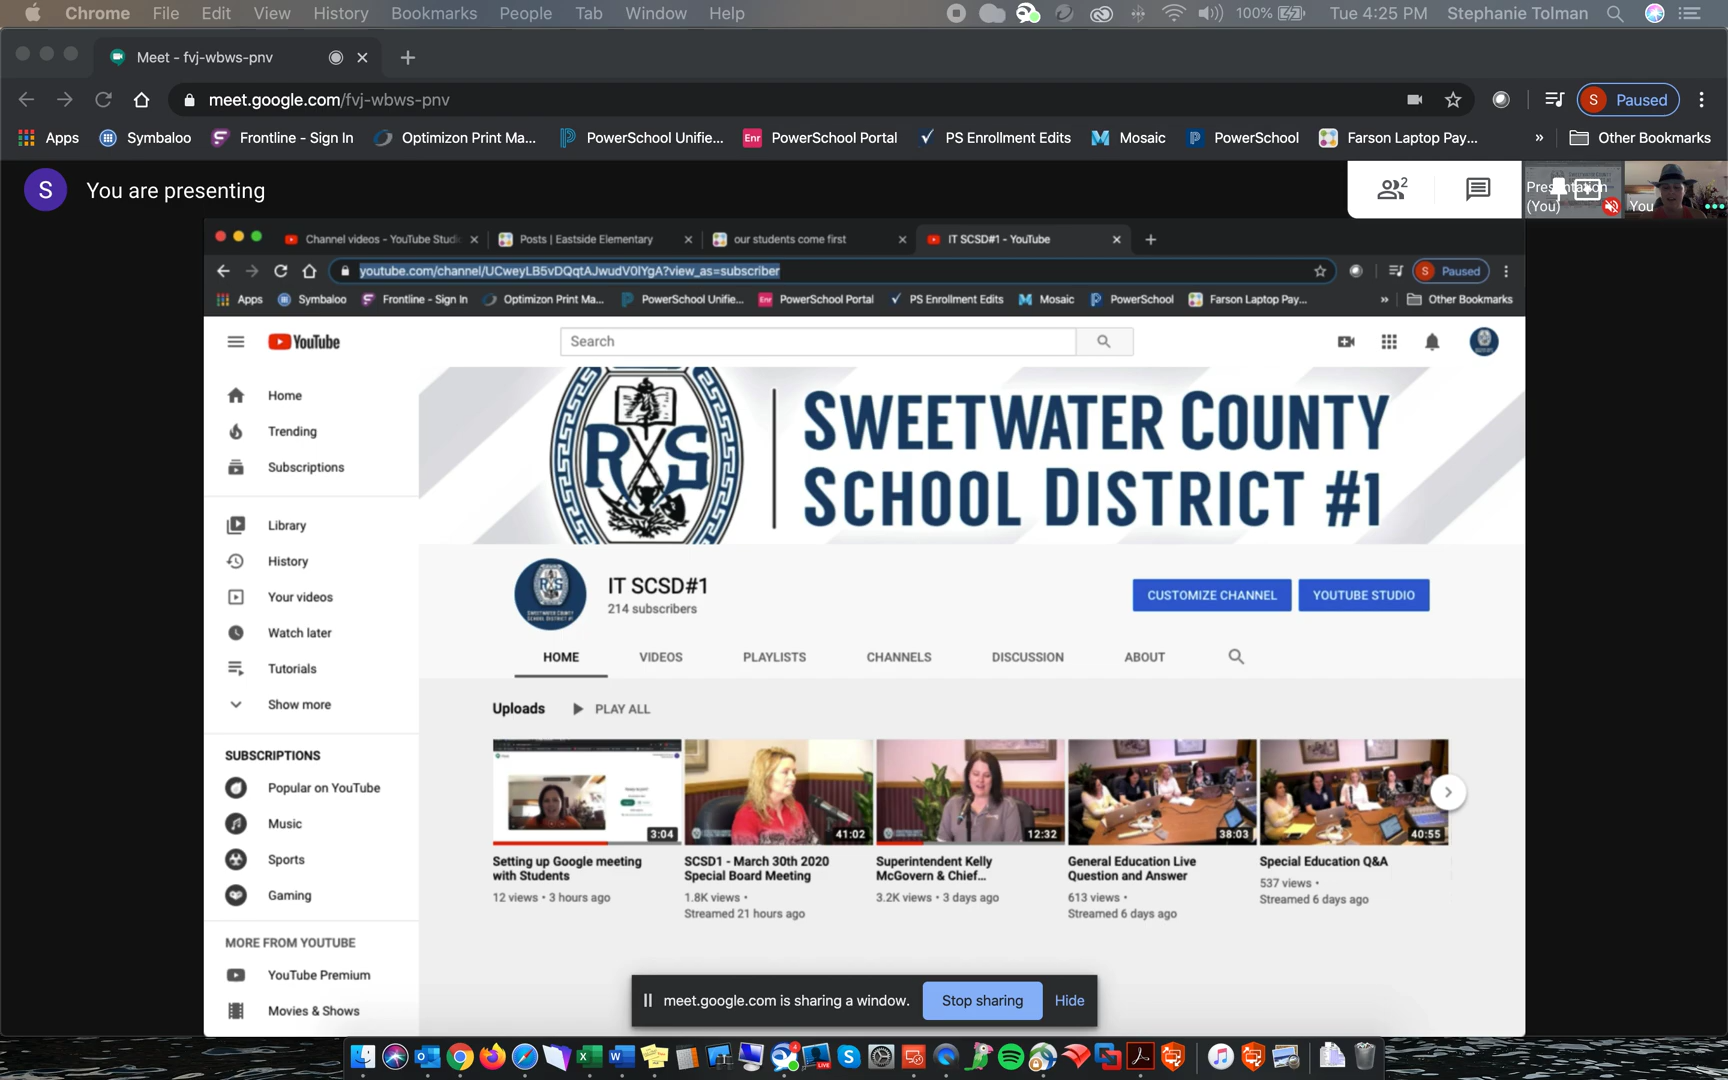 Chrome File Edit View History Bookmarks People Tab Window Help 100% Tue 4:25 PM Stephanie Tolman
Meet - fvj-wbws-pnv
meet.google.com/fvj-wbws-pnv S Paused
Apps Symbaloo Frontline - Sign In Optimizon Print Ma... PowerSchool Unifie... Enr PowerSchool Portal PS Enrollment Edits Mosaic PowerSchool Farson Laptop Pay... » Other Bookmarks
S You are presenting 2 Presentation
(You) You
Channel videos - YouTube Studi Posts | Eastside Elementary our students come first IT SCSD#1 - YouTube
youtube.com/channel/UCweyLB5vDQqtAJwudV0IYgA?view_as=subscriber S Paused
Apps Symbaloo Frontline - Sign In Optimizon Print Ma... PowerSchool Unifie... Enr PowerSchool Portal PS Enrollment Edits Mosaic PowerSchool Farson Laptop Pay... » Other Bookmarks
YouTube Search
Home
Trending
Subscriptions
Library
History
Your videos
Watch later
Tutorials
Show more
SUBSCRIPTIONS
Popular on YouTube
Music
Sports
Gaming
MORE FROM YOUTUBE
YouTube Premium
Movies & Shows
RS
SWEETWATER COUNTY
SCHOOL DISTRICT #1
IT SCSD#1
214 subscribers
CUSTOMIZE CHANNEL YOUTUBE STUDIO
HOME VIDEOS PLAYLISTS CHANNELS DISCUSSION ABOUT
Uploads PLAY ALL
3:04 41:02 12:32 38:03 40:55
Setting up Google meeting
with Students
12 views • 3 hours ago
SCSD1 - March 30th 2020
Special Board Meeting
1.8K views •
Streamed 21 hours ago
Superintendent Kelly
McGovern & Chief...
3.2K views • 3 days ago
General Education Live
Question and Answer
613 views •
Streamed 6 days ago
Special Education Q&A
537 views •
Streamed 6 days ago
meet.google.com is sharing a window. Stop sharing Hide